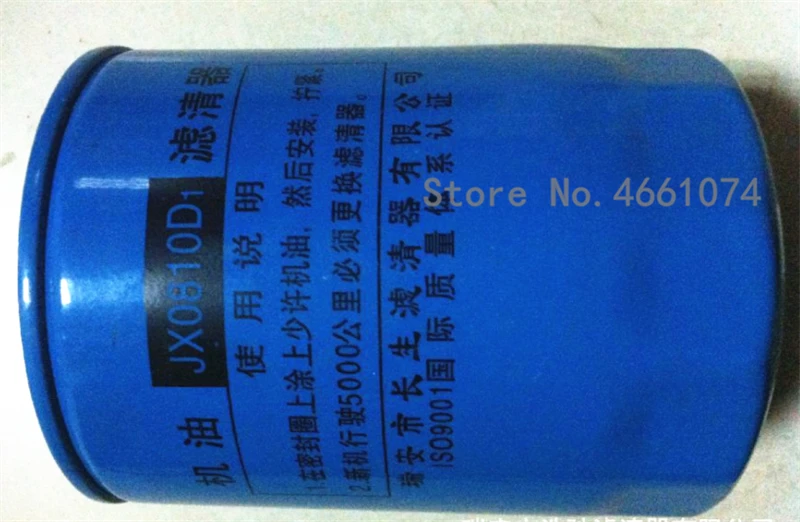 机油 JX0810D1 滤清器
使用说明
1.在密封圈上涂上少许机油，然后安装，拧紧。
2.新机行驶5000公里必须更换滤清器。
瑞安市长生滤清器有限公司
ISO9001国际质量体系认证
Store No. 4661074